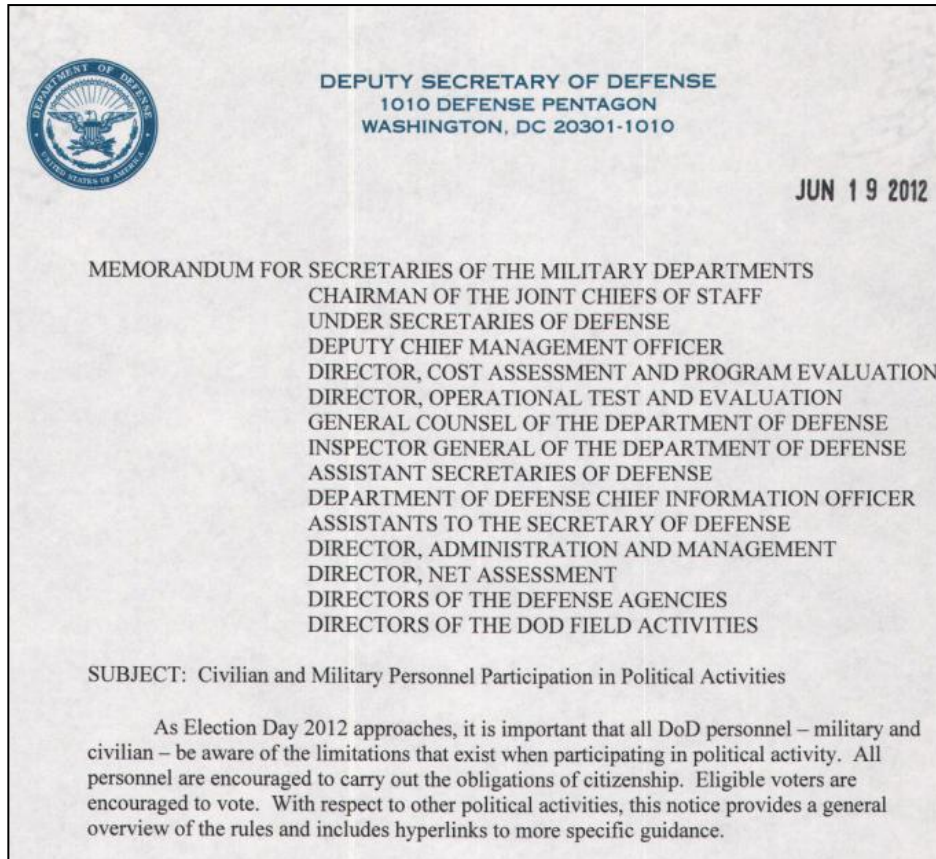 DEPARTMENT OF DEFENSE
UNITED STATES OF AMERICA
DEPUTY SECRETARY OF DEFENSE
1010 DEFENSE PENTAGON
WASHINGTON, DC 20301-1010
JUN 19 2012
MEMORANDUM FOR SECRETARIES OF THE MILITARY DEPARTMENTS
CHAIRMAN OF THE JOINT CHIEFS OF STAFF
UNDER SECRETARIES OF DEFENSE
DEPUTY CHIEF MANAGEMENT OFFICER
DIRECTOR, COST ASSESSMENT AND PROGRAM EVALUATION
DIRECTOR, OPERATIONAL TEST AND EVALUATION
GENERAL COUNSEL OF THE DEPARTMENT OF DEFENSE
INSPECTOR GENERAL OF THE DEPARTMENT OF DEFENSE
ASSISTANT SECRETARIES OF DEFENSE
DEPARTMENT OF DEFENSE CHIEF INFORMATION OFFICER
ASSISTANTS TO THE SECRETARY OF DEFENSE
DIRECTOR, ADMINISTRATION AND MANAGEMENT
DIRECTOR, NET ASSESSMENT
DIRECTORS OF THE DEFENSE AGENCIES
DIRECTORS OF THE DOD FIELD ACTIVITIES
SUBJECT: Civilian and Military Personnel Participation in Political Activities
As Election Day 2012 approaches, it is important that all DoD personnel – military and
civilian – be aware of the limitations that exist when participating in political activity. All
personnel are encouraged to carry out the obligations of citizenship. Eligible voters are
encouraged to vote. With respect to other political activities, this notice provides a general
overview of the rules and includes hyperlinks to more specific guidance.